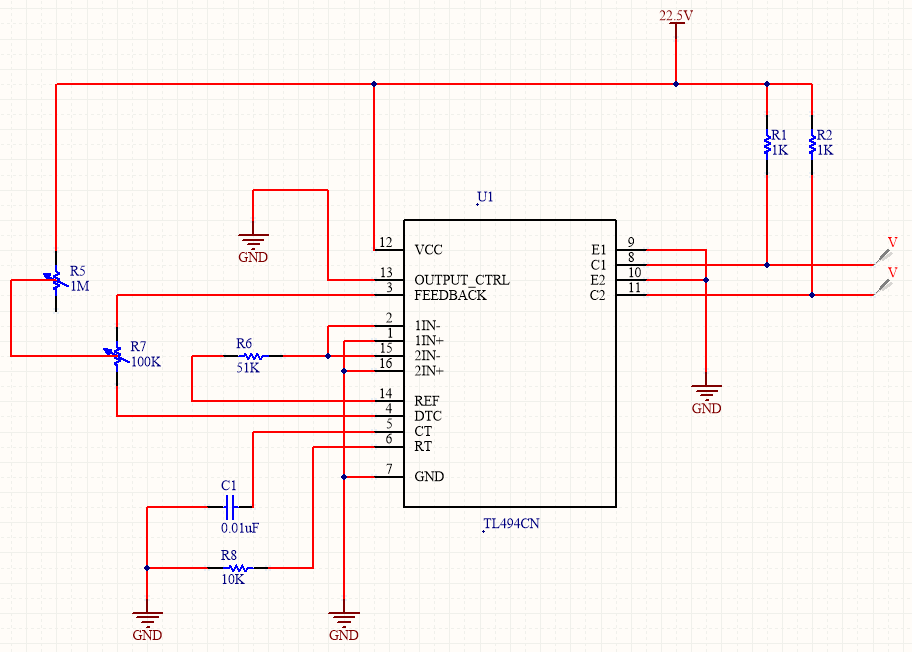 22.5V
R1
1K
R2
1K
U1
GND
12 VCC
13 OUTPUT_CTRL
3 FEEDBACK
2 1IN-
1 1IN+
15 2IN-
16 2IN+
14 REF
4 DTC
5 CT
6 RT
7 GND
E1 9
C1 8
E2 10
C2 11
V
V
R5
1M
R7
100K
R6
51K
GND
C1
0.01uF
TL494CN
R8
10K
GND
GND